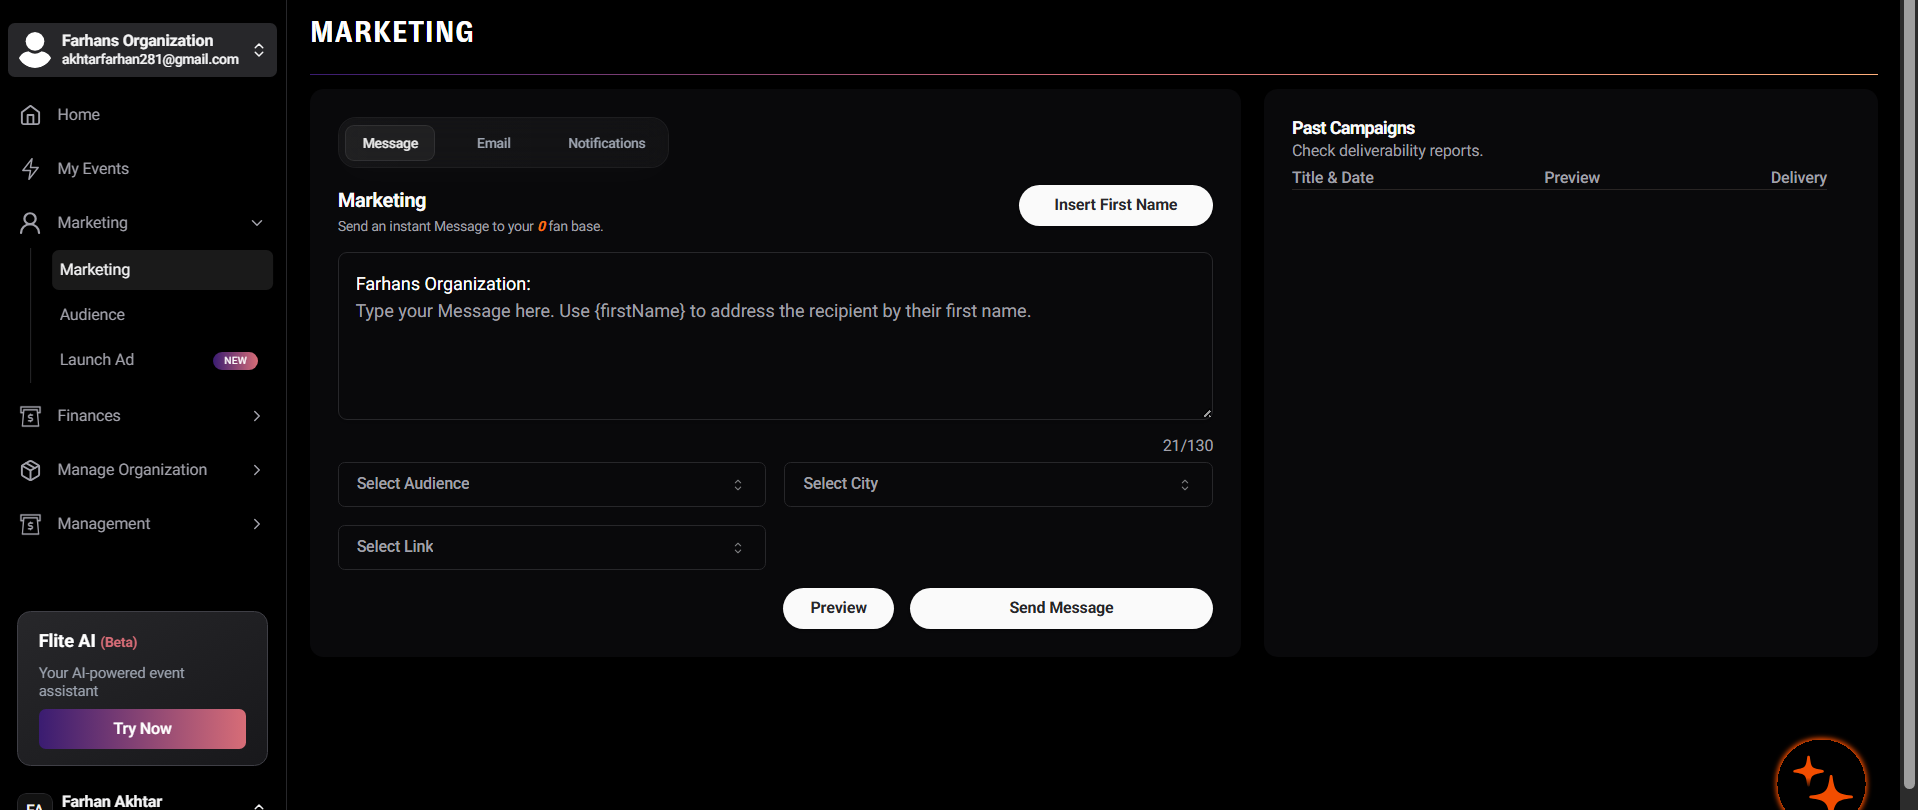 Farhans Organization
akhtarfarhan281@gmail.com
Home
My Events
Marketing
Marketing
Audience
Launch Ad NEW
Finances
Manage Organization
Management
Flite AI (Beta)
Your AI-powered event
assistant
Try Now
FA
Farhan Akhtar
MARKETING
Message Email Notifications
Marketing
Send an instant Message to your 0 fan base.
Insert First Name
Farhans Organization:
Type your Message here. Use {firstName} to address the recipient by their first name.
21/130
Select Audience
Select City
Select Link
Preview
Send Message
Past Campaigns
Check deliverability reports.
Title & Date Preview Delivery